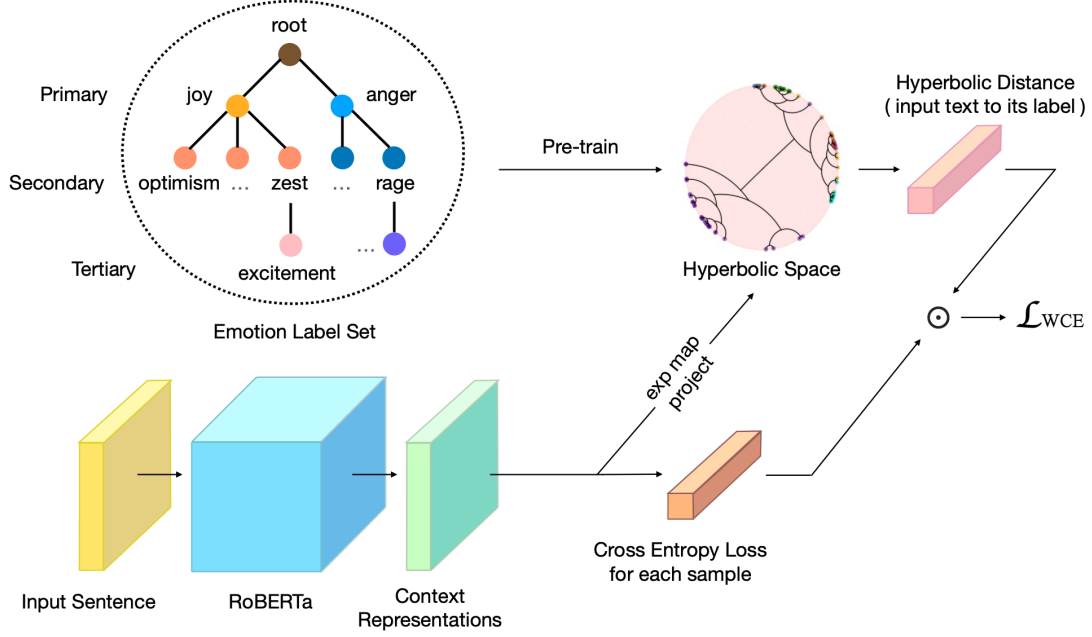 root
Primary
joy
anger
Secondary
optimism
...
zest
...
rage
...
Tertiary
excitement
Emotion Label Set
Pre-train
Hyperbolic Space
Hyperbolic Distance
( input text to its label )
ℒWCE
exp map
project
Input Sentence
RoBERTa
Context
Representations
Cross Entropy Loss
for each sample